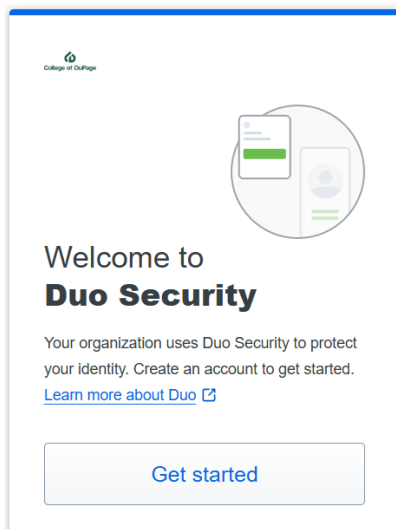 College of DuPage
Welcome to
Duo Security
Your organization uses Duo Security to protect
your identity. Create an account to get started.
Learn more about Duo
Get started